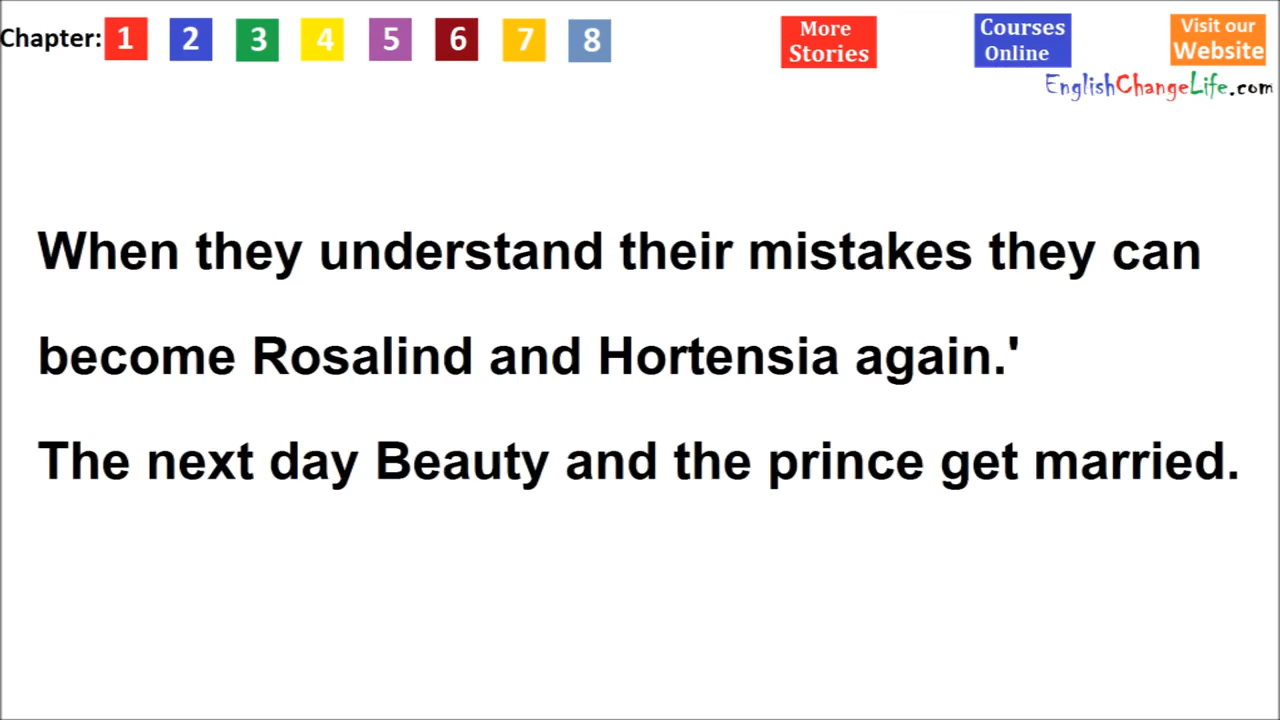 Chapter: 1 2 3 4 5 6 7 8
More
Stories
Courses
Online
Visit our
Website
EnglishChangeLife.com
When they understand their mistakes they can
become Rosalind and Hortensia again.'
The next day Beauty and the prince get married.